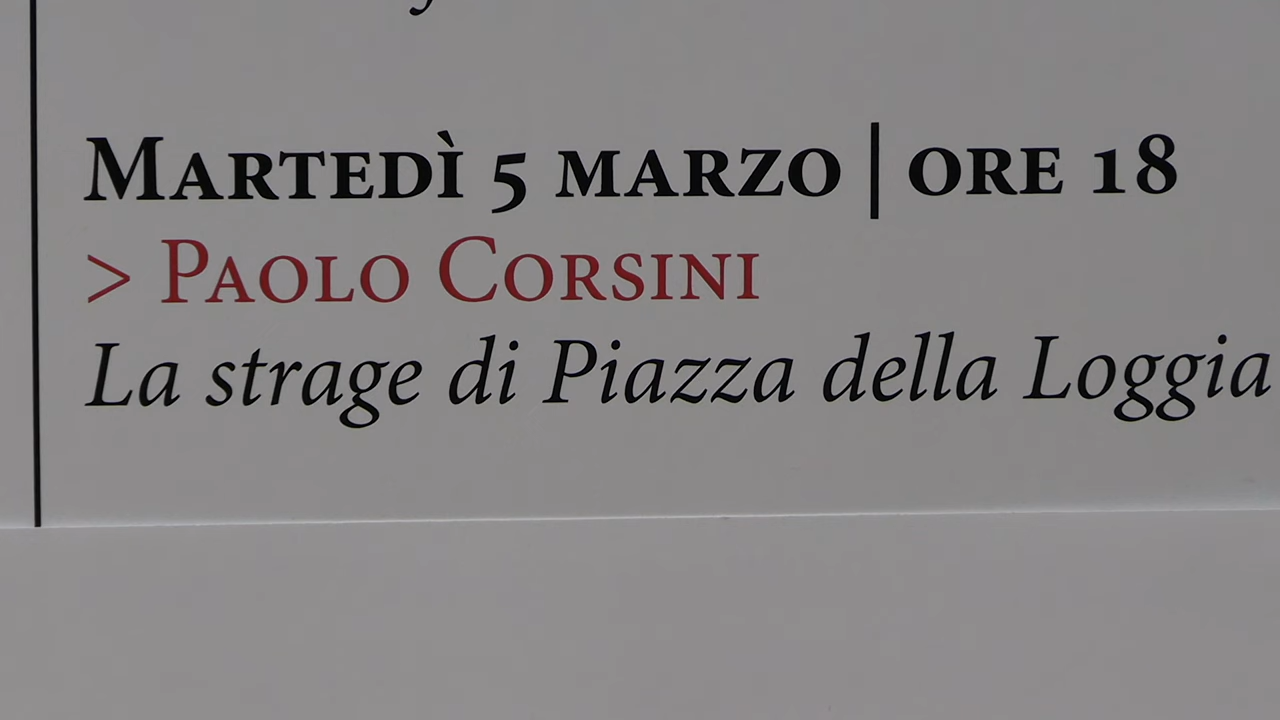 Martedì 5 marzo | ore 18
> Paolo Corsini
La strage di Piazza della Loggia